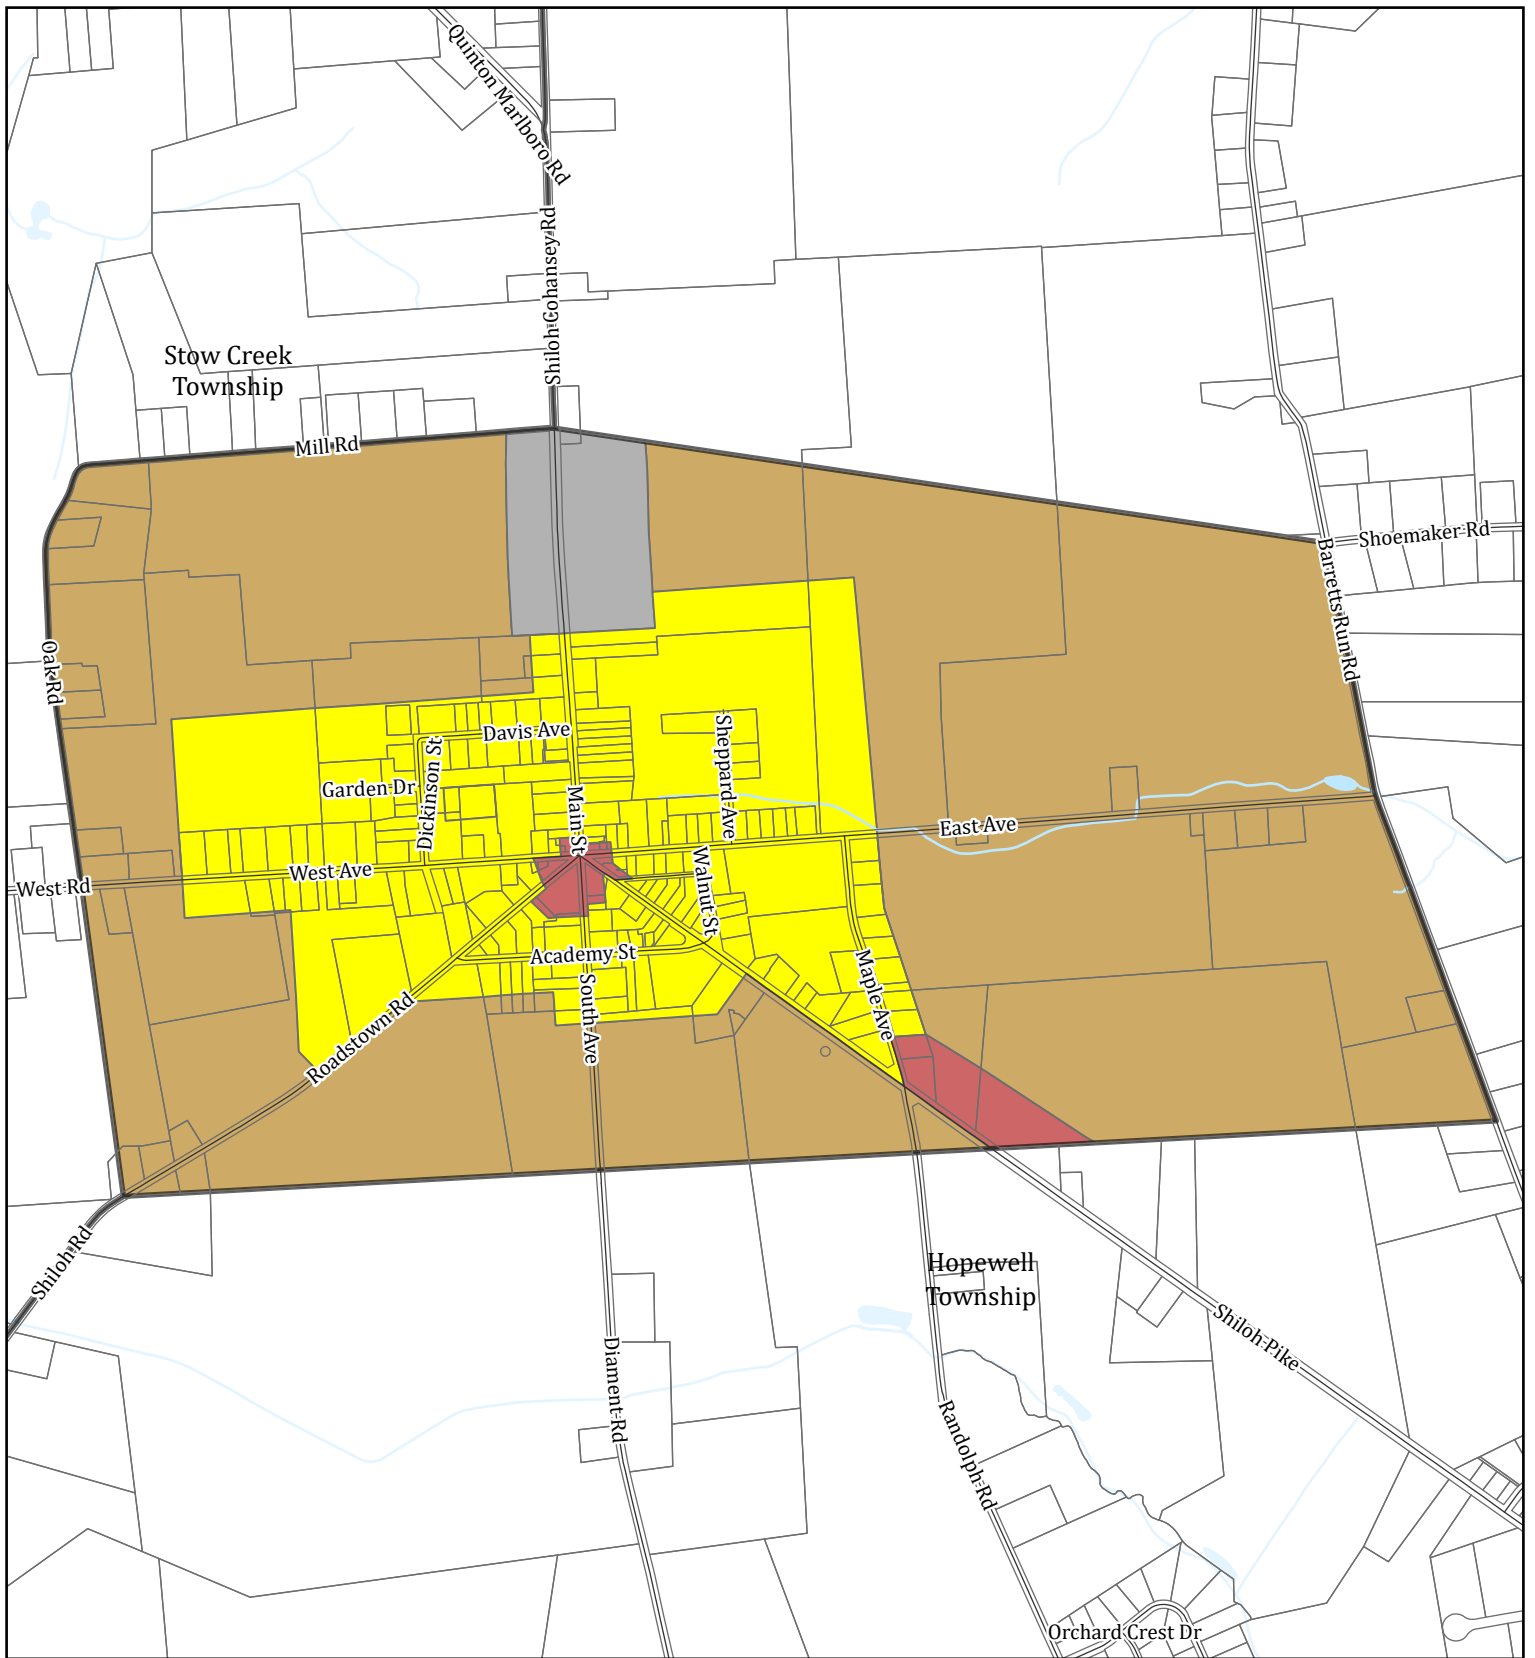 Quinton Marlboro Rd
Shiloh Cohansey Rd
Stow Creek
Township
Mill Rd
Shoemaker Rd
Barretts Run Rd
Oak Rd
Davis Ave
Sheppard Ave
Dickinson St
Garden Dr
Main St
East Ave
West Ave
West Rd
Walnut St
Academy St
Maple Ave
South Ave
Roadstown Rd
Shiloh Rd
Hopewell
Township
Shiloh Pike
Diament Rd
Randolph Rd
Orchard Crest Dr